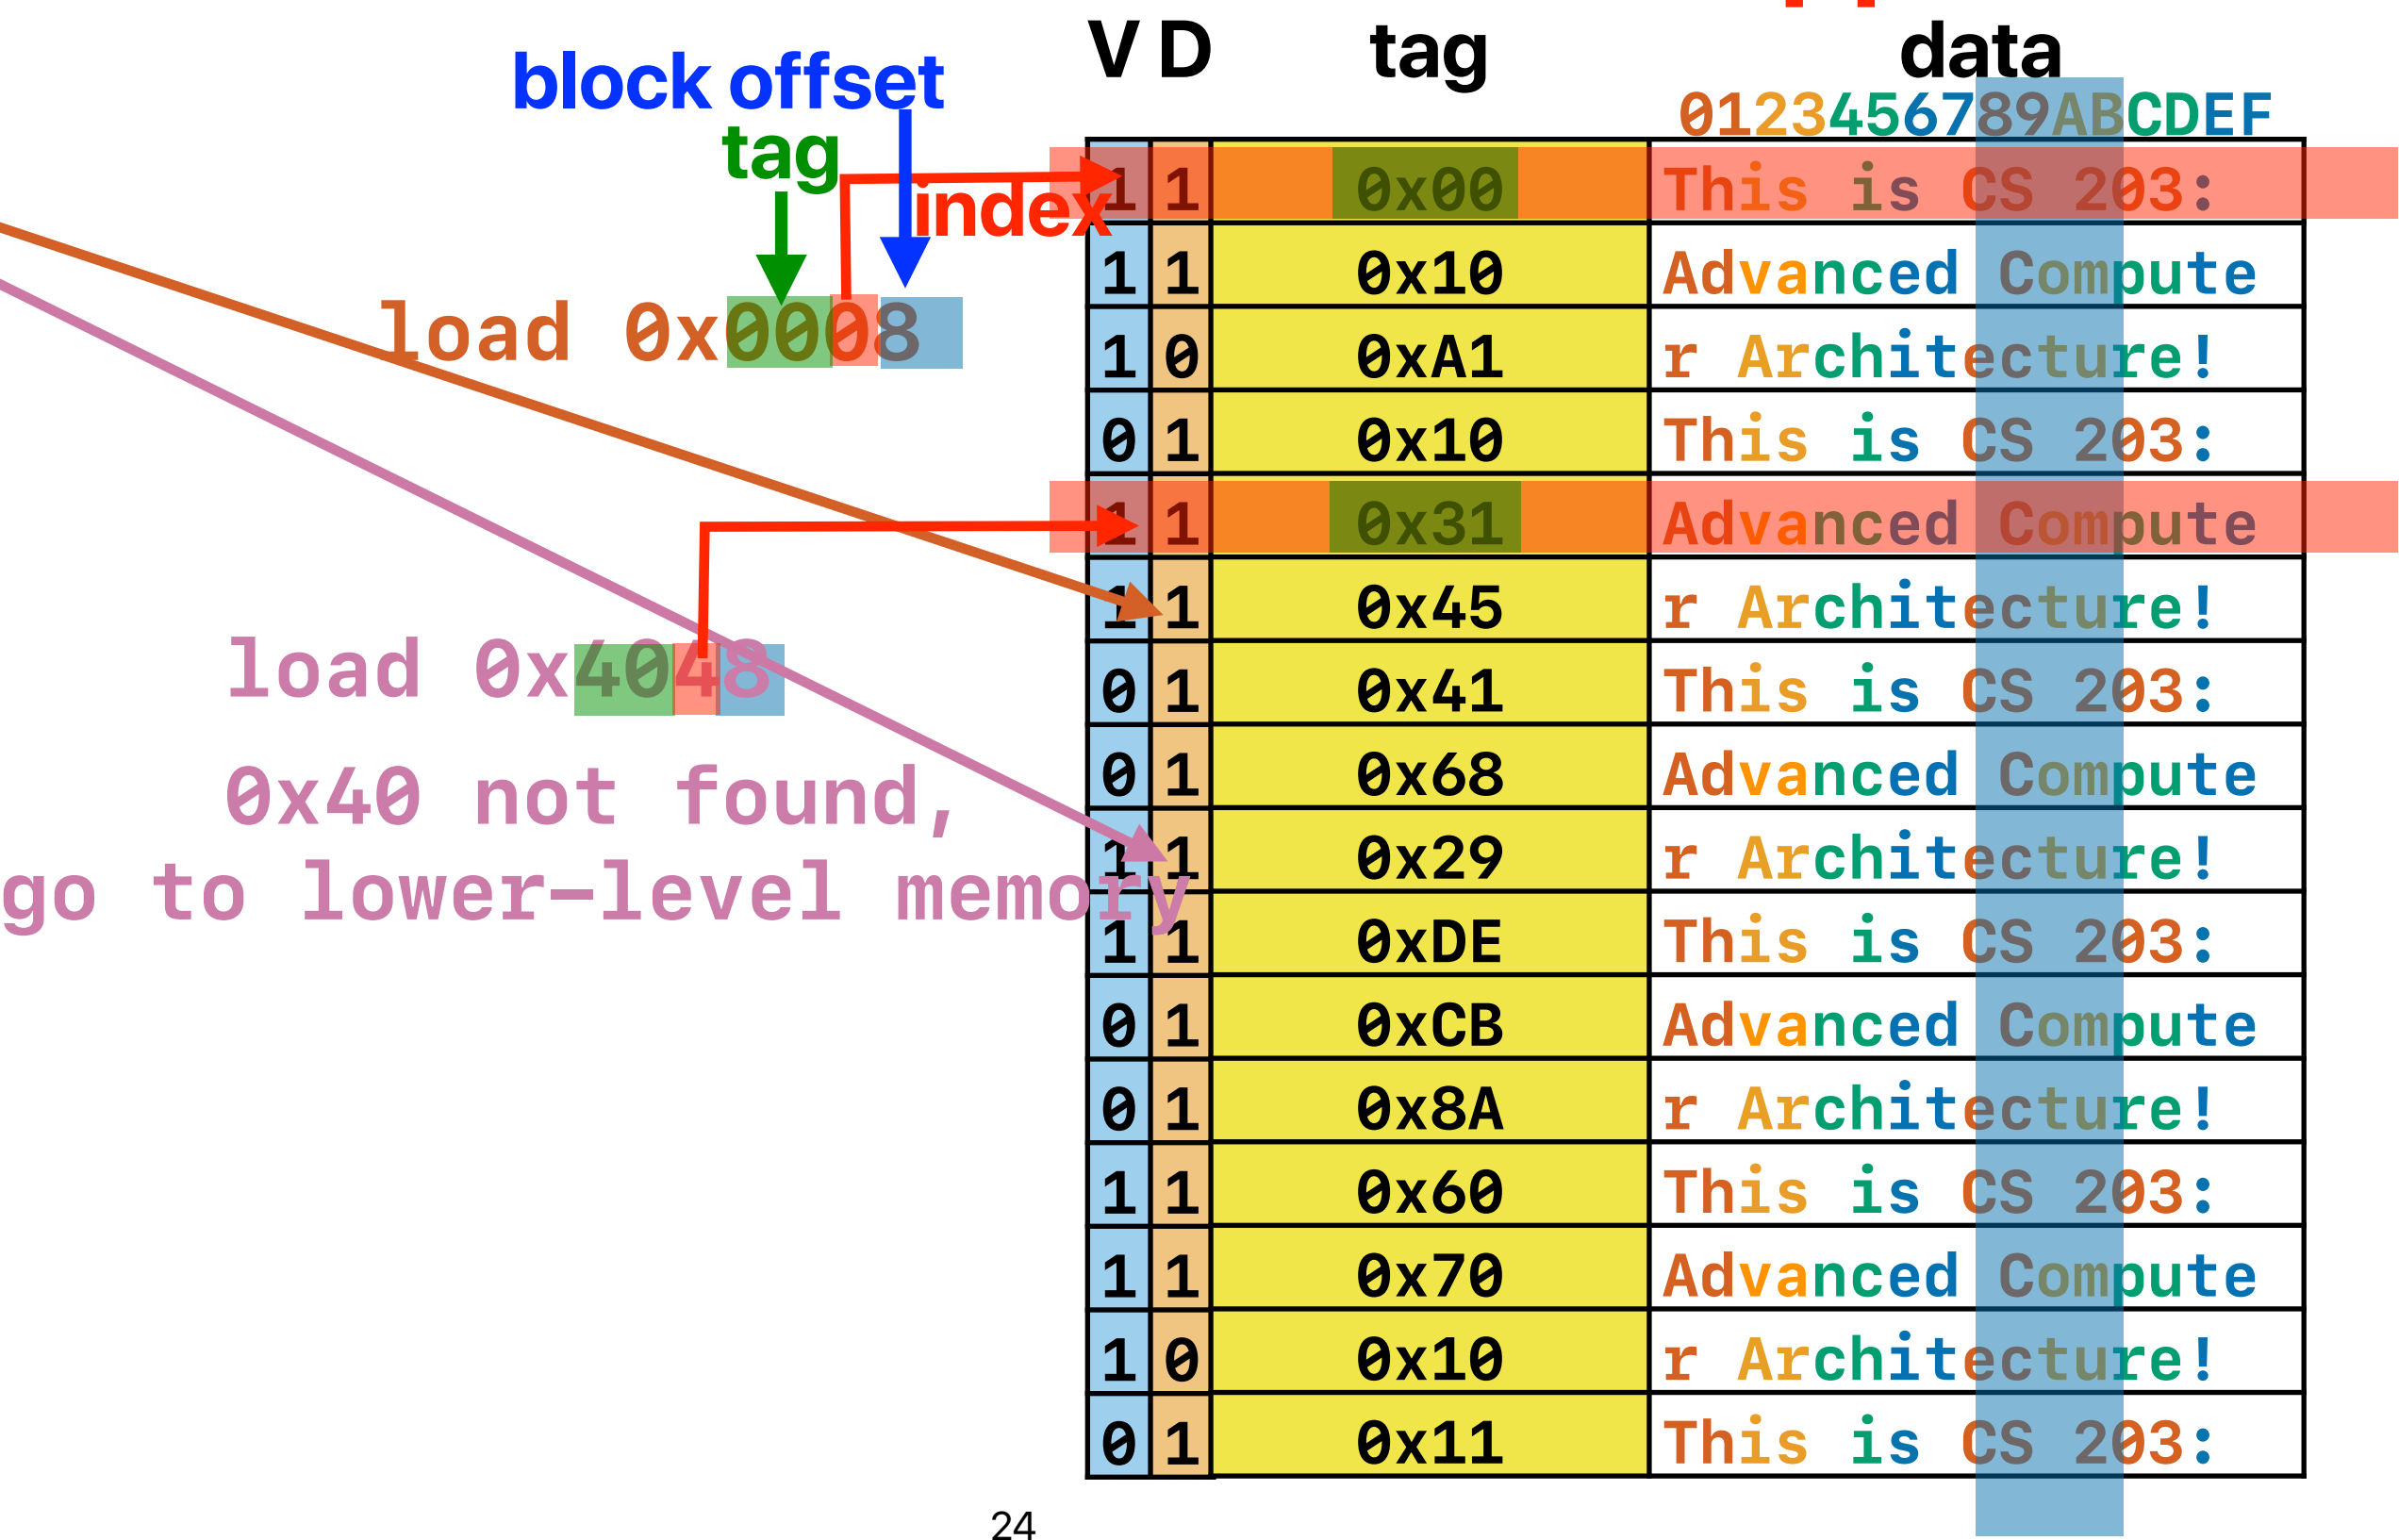 V D tag data
block offset
tag
index
0123456789ABCDEF
load 0x0008
load 0x4048
0x40 not found,
go to lower-level memory
1 1 0x00 This is CS 203:
1 1 0x10 Advanced Compute
1 0 0xA1 r Architecture!
0 1 0x10 This is CS 203:
1 1 0x31 Advanced Compute
1 1 0x45 r Architecture!
0 1 0x41 This is CS 203:
0 1 0x68 Advanced Compute
1 1 0x29 r Architecture!
1 1 0xDE This is CS 203:
0 1 0xCB Advanced Compute
0 1 0x8A r Architecture!
1 1 0x60 This is CS 203:
1 1 0x70 Advanced Compute
1 0 0x10 r Architecture!
0 1 0x11 This is CS 203:
24